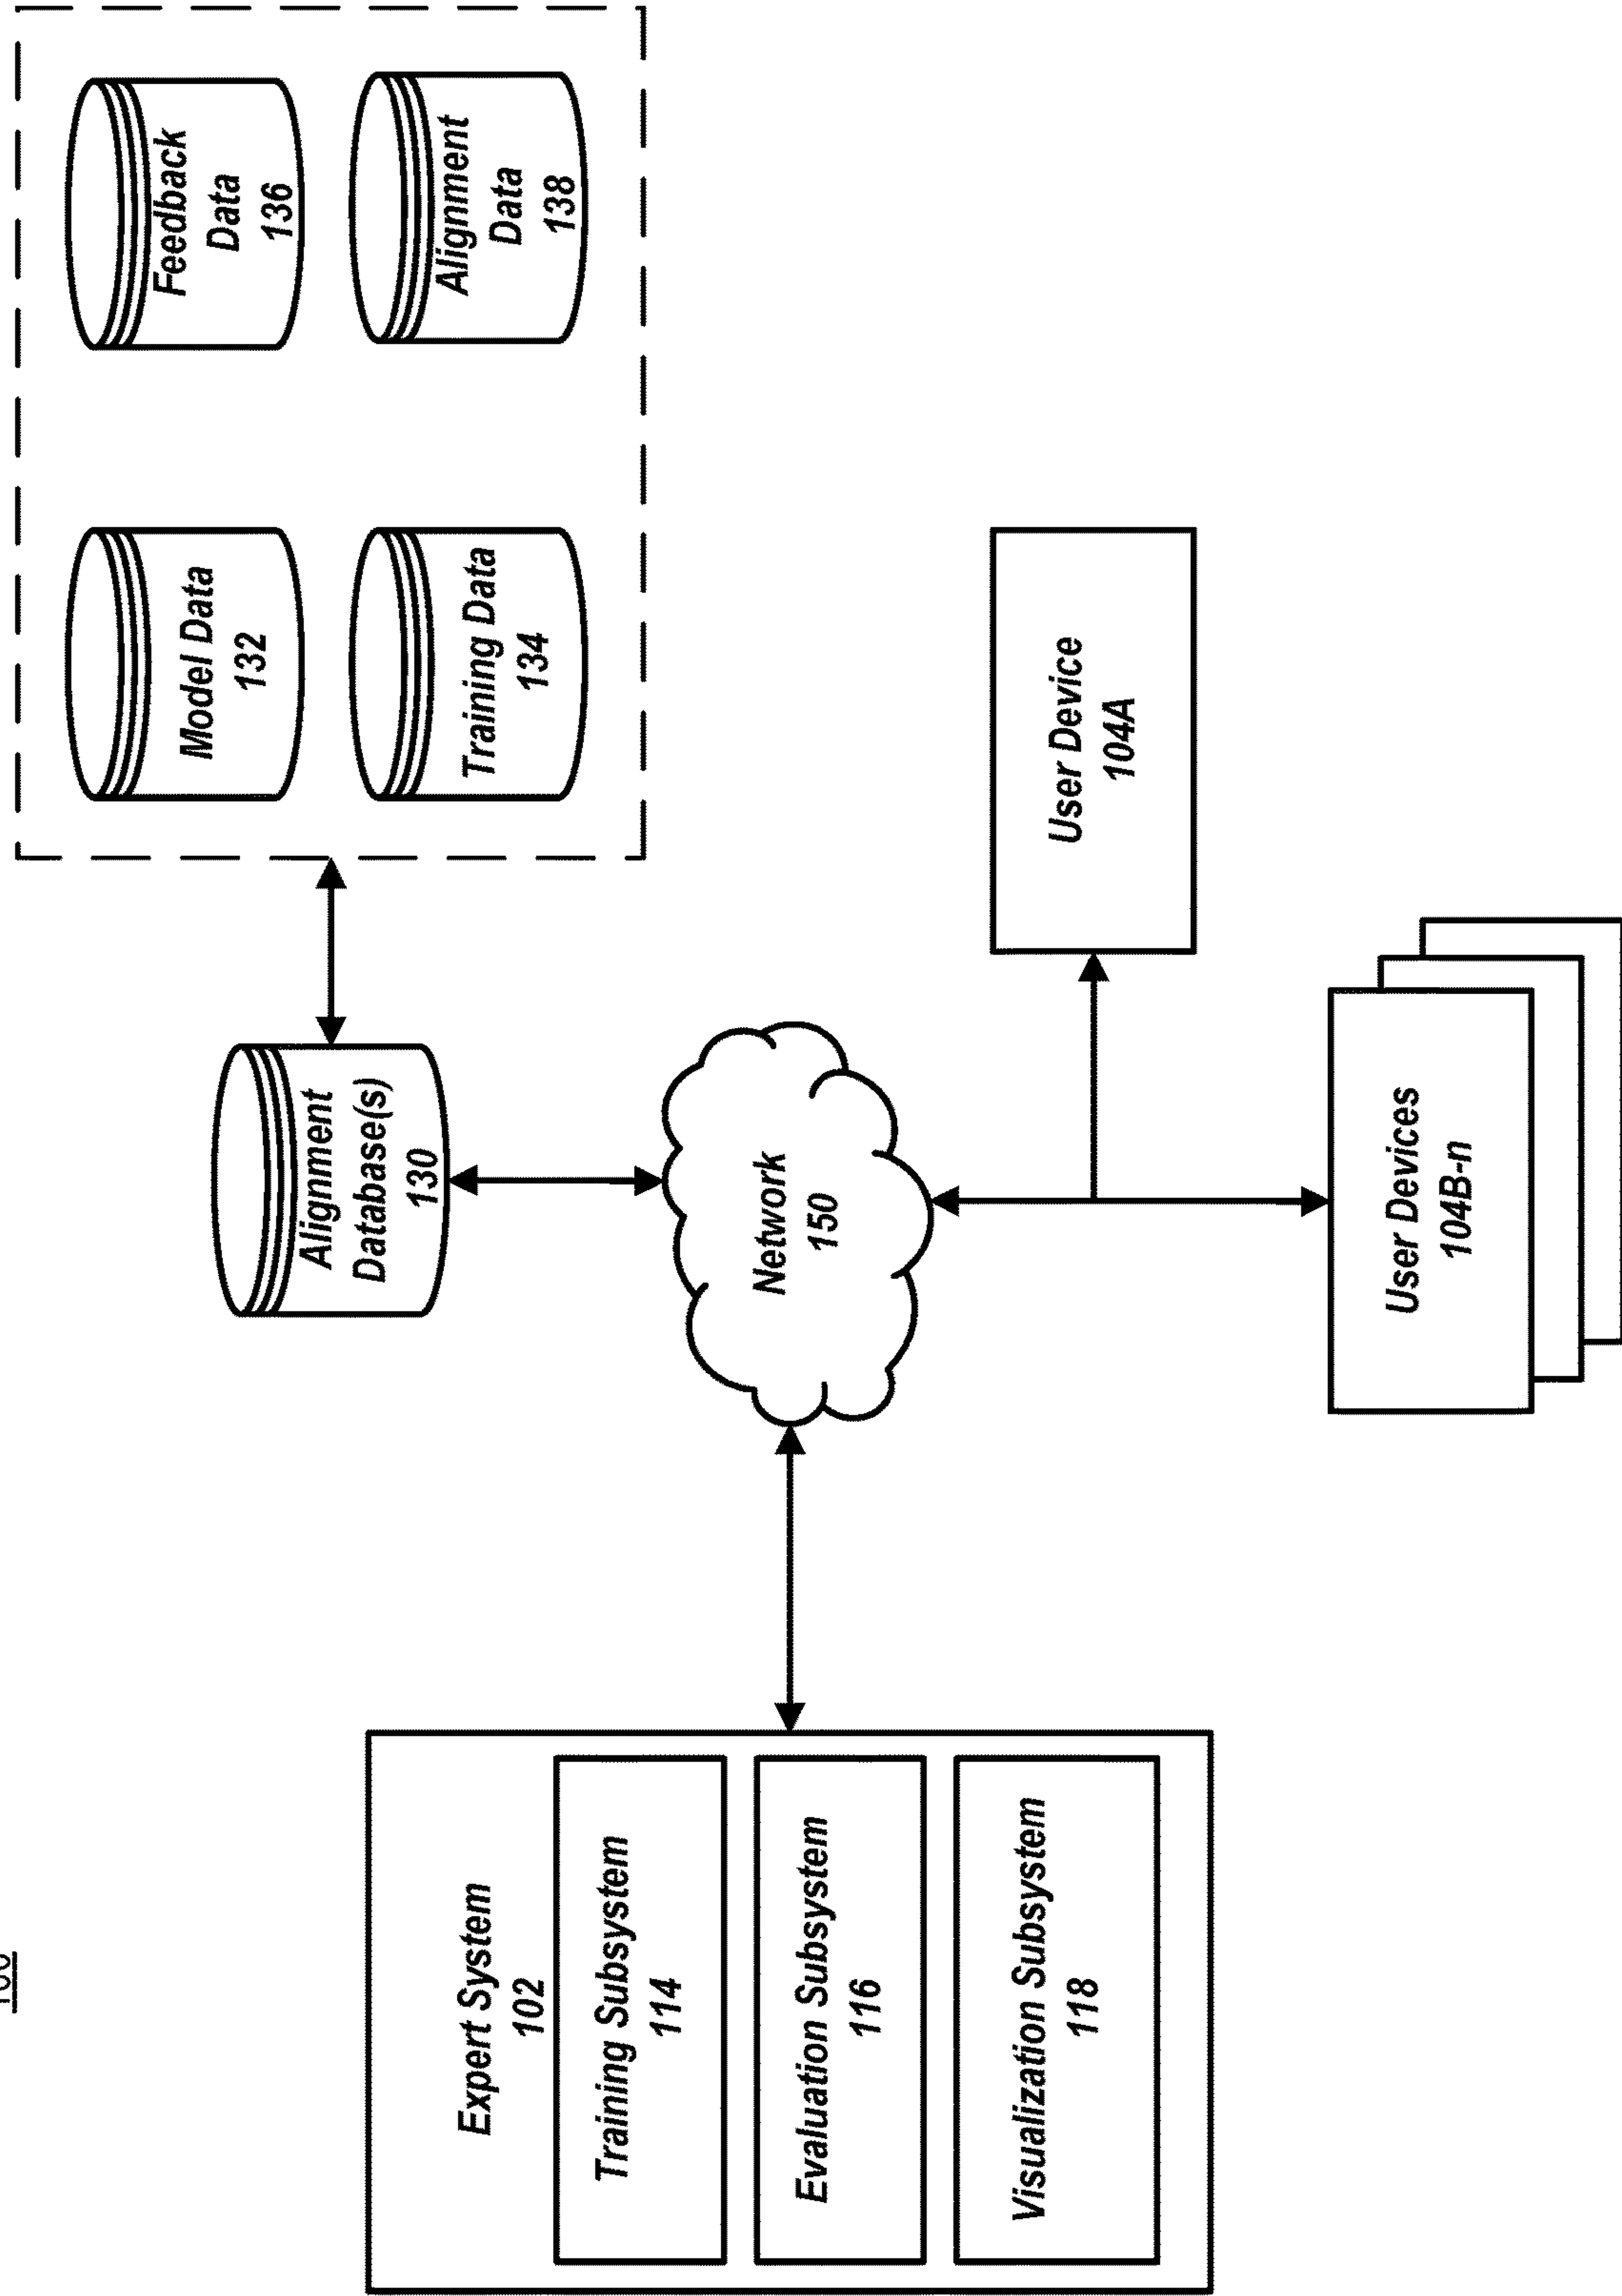 Model Data
132
Feedback
Data
136
Training Data
134
Alignment
Data
138
Alignment
Database(s)
130
Expert System
102
Training Subsystem
114
Evaluation Subsystem
116
Visualization Subsystem
118
Network
150
User Device
104A
User Devices
104B-n